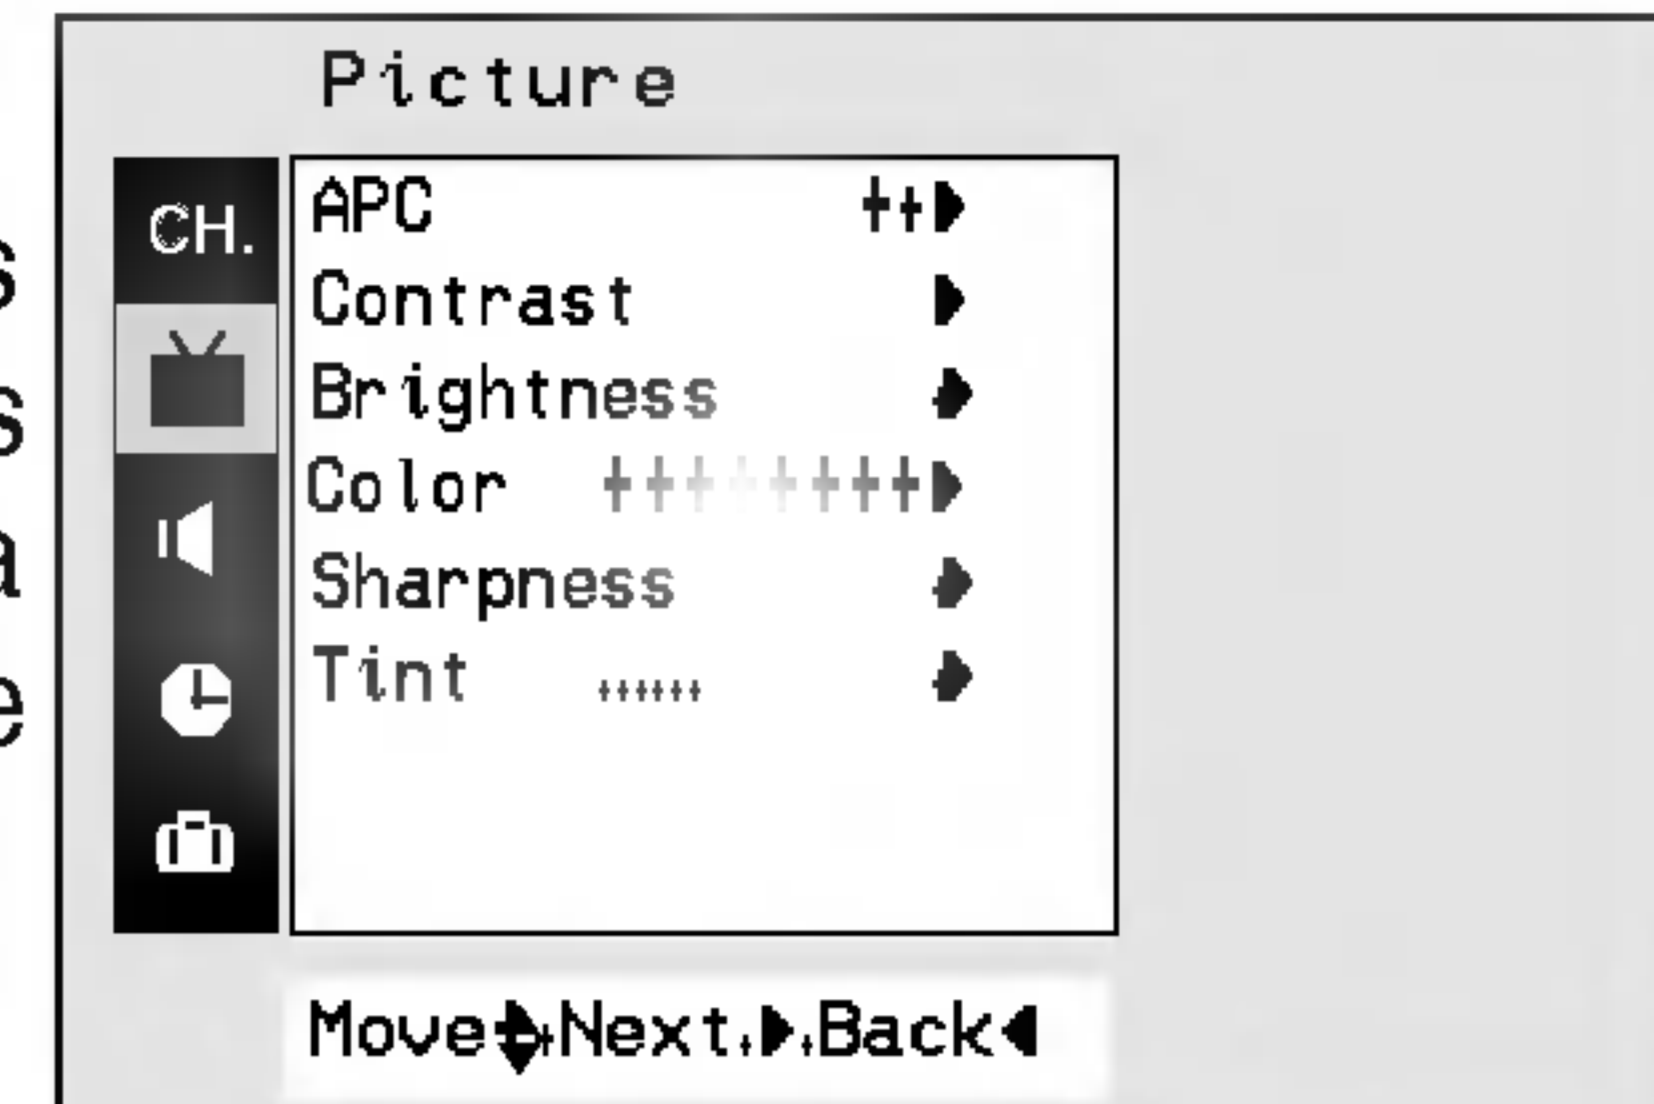 Picture
CH.
APC
Contrast
Brightness
Color
Sharpness
Tint
Move Next Back